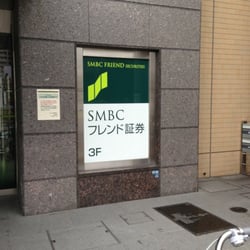 SMBC FRIEND SECURITIES
SMBC
フレンド証券
3F